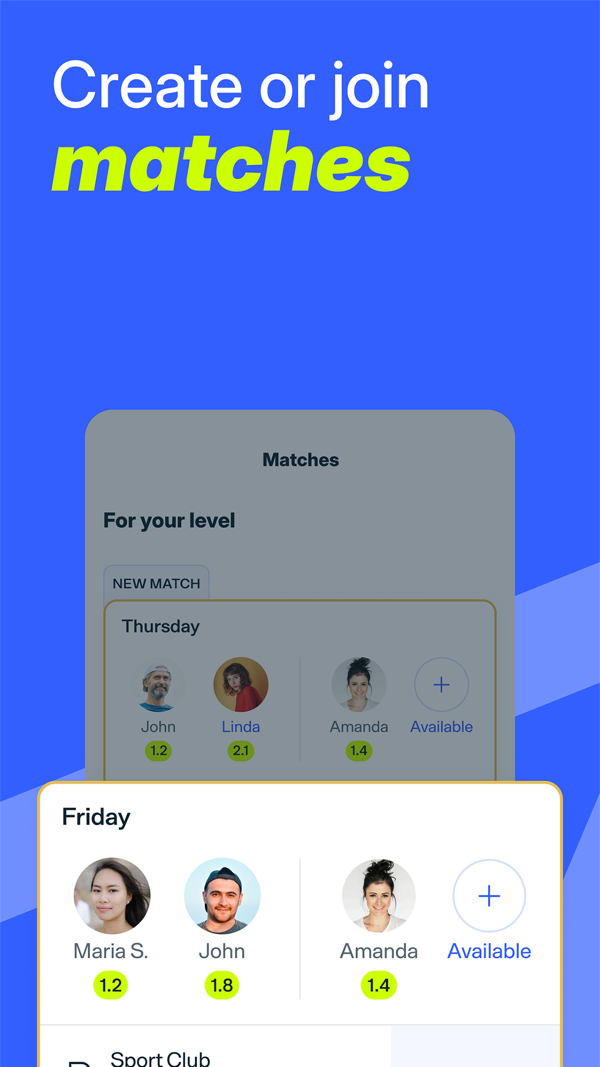 Create or join
matches
Matches
For your level
NEW MATCH
Thursday
John Linda Amanda Available
1.2 2.1 1.4
Friday
Maria S. John Amanda Available
1.2 1.8 1.4
Sport Club